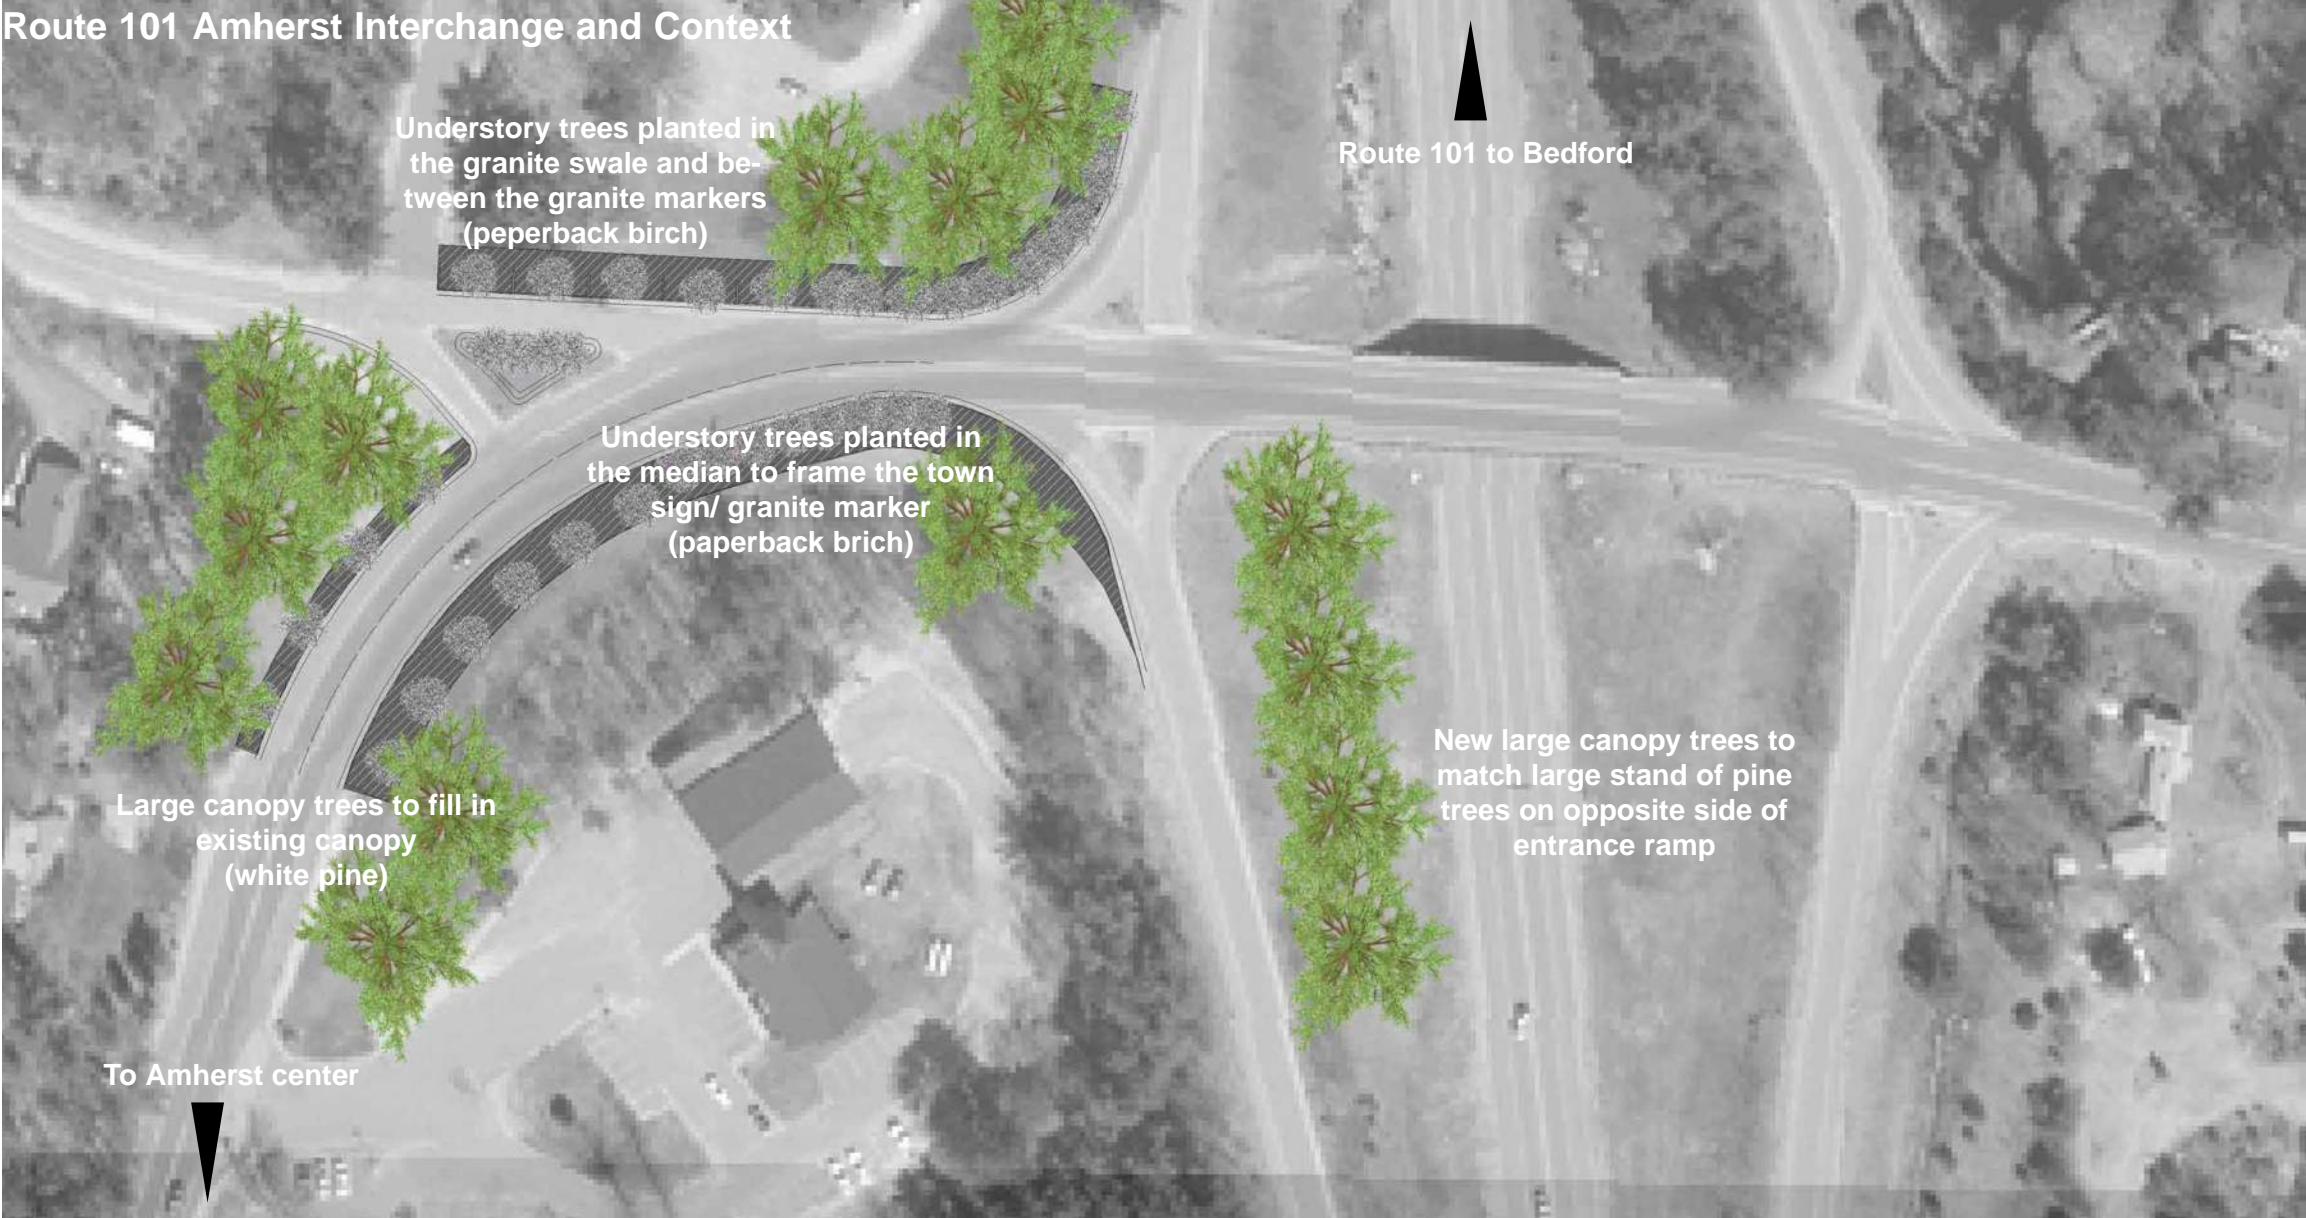 Route 101 Amherst Interchange and Context
Understory trees planted in
the granite swale and be-
tween the granite markers
(peperback birch)
Route 101 to Bedford
Understory trees planted in
the median to frame the town
sign/ granite marker
(paperback brich)
New large canopy trees to
match large stand of pine
trees on opposite side of
entrance ramp
Large canopy trees to fill in
existing canopy
(white pine)
To Amherst center